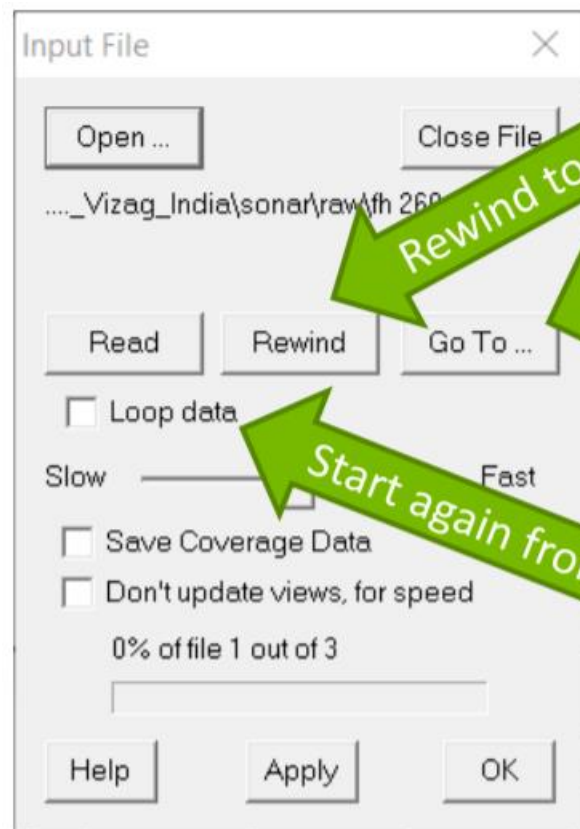 Input File
Open ...
Close File
...._Vizag_India\sonar\raw\fh 260
Rewind to
Read
Rewind
Go To ...
Loop data
Start again
Slow
Fast
Save Coverage Data
Don't update views, for speed
0% of file 1 out of 3
Help
Apply
OK